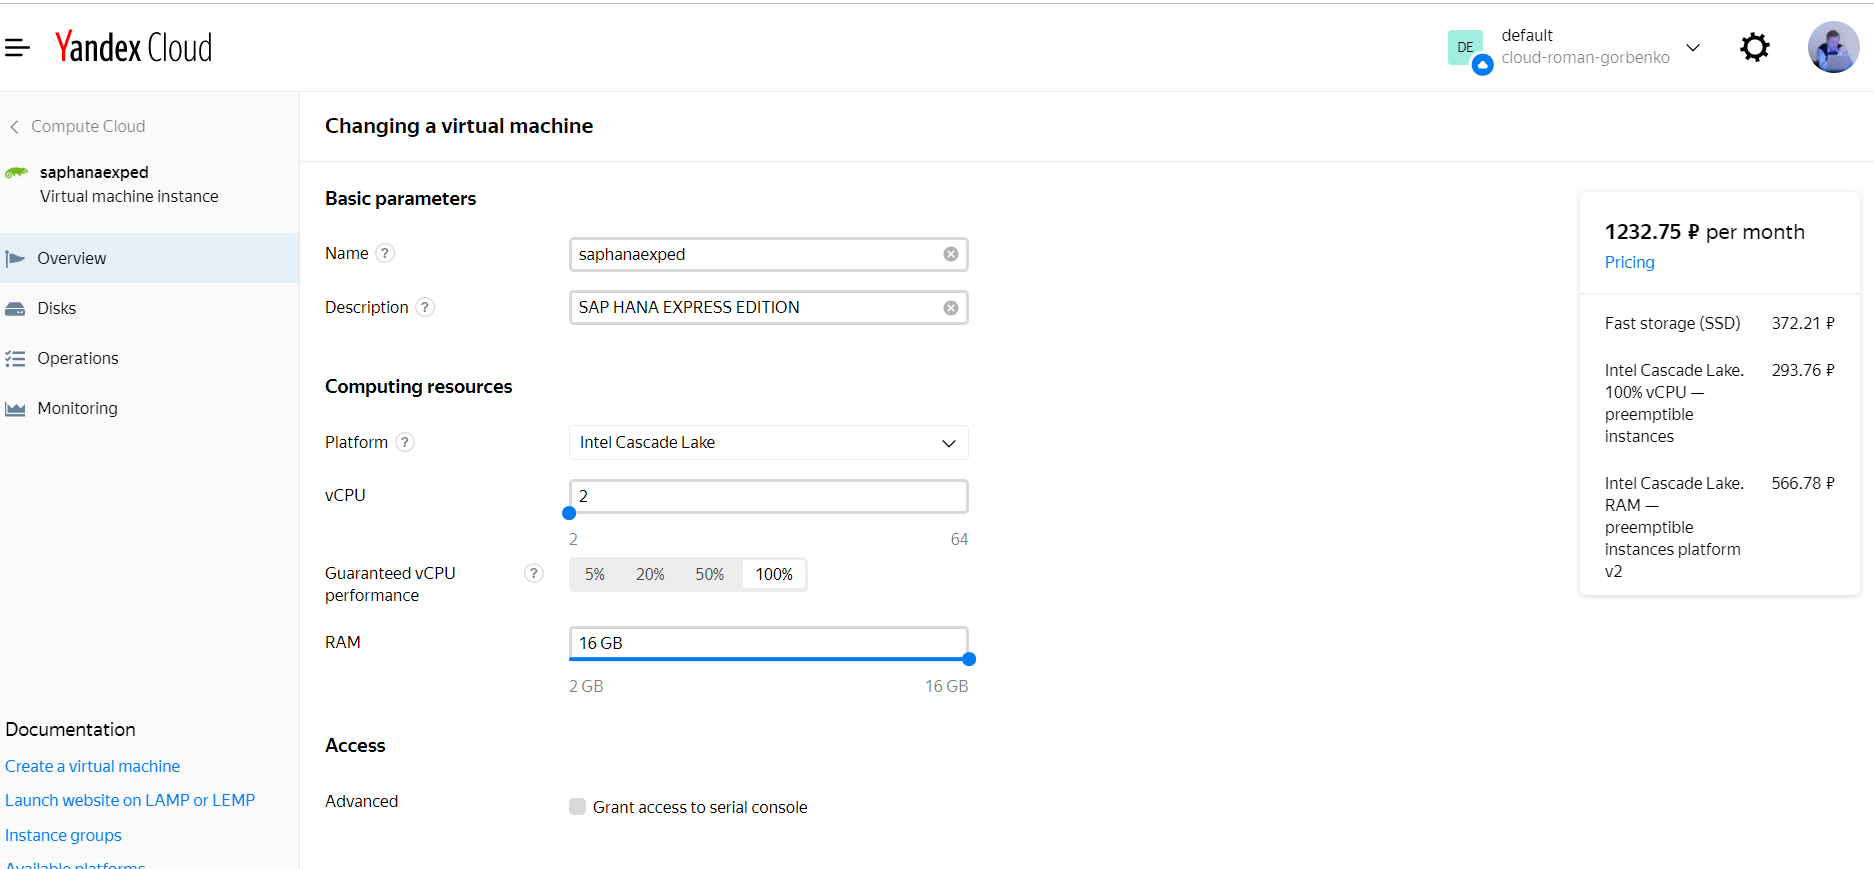 Yandex Cloud
DE
default
cloud-roman-gorbenko
Compute Cloud
saphanaexped
Virtual machine instance
Overview
Disks
Operations
Monitoring
Documentation
Create a virtual machine
Launch website on LAMP or LEMP
Instance groups
Available platforms
Changing a virtual machine
Basic parameters
Name ?
saphanaexped
Description ?
SAP HANA EXPRESS EDITION
Computing resources
Platform ?
Intel Cascade Lake
vCPU
2
2 64
Guaranteed vCPU ?
performance
5% 20% 50% 100%
RAM
16 GB
2 GB 16 GB
Access
Advanced
Grant access to serial console
1232.75 ₽ per month
Pricing
Fast storage (SSD) 372.21 ₽
Intel Cascade Lake. 293.76 ₽
100% vCPU —
preemptible
instances
Intel Cascade Lake. 566.78 ₽
RAM —
preemptible
instances platform
v2